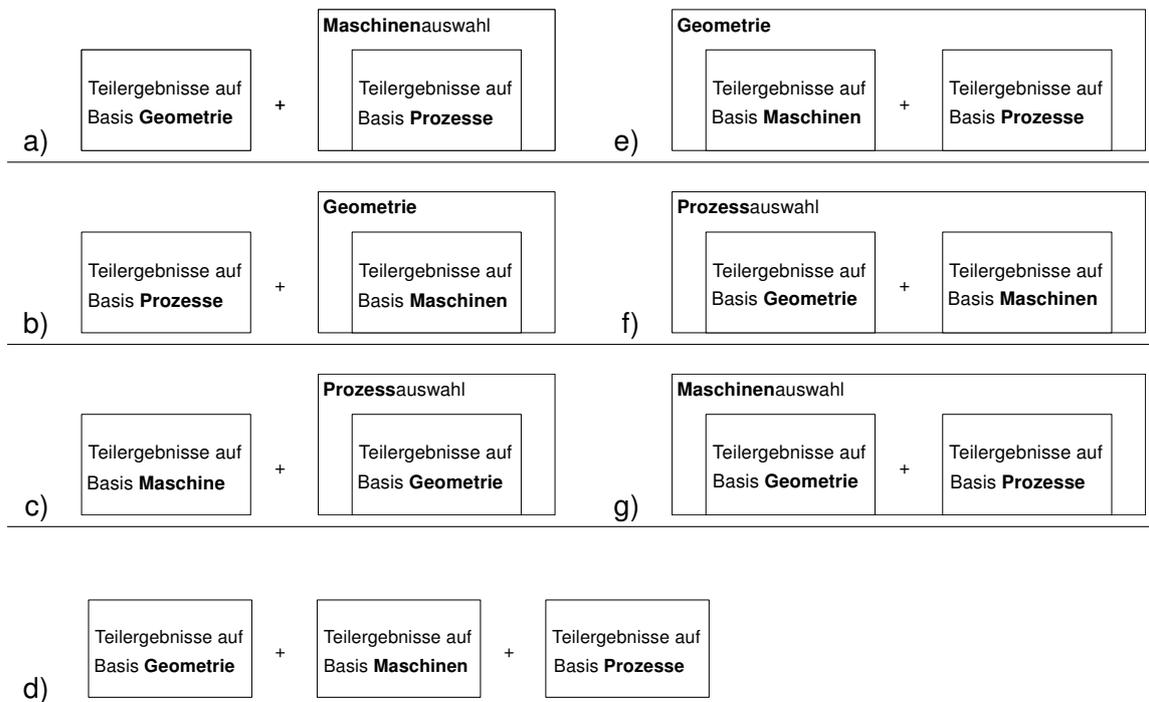 Maschinenauswahl
Teilergebnisse auf
Basis Geometrie
+
Teilergebnisse auf
Basis Prozesse
a)
Geometrie
Teilergebnisse auf
Basis Maschinen
+
Teilergebnisse auf
Basis Prozesse
e)
Geometrie
Teilergebnisse auf
Basis Prozesse
+
Teilergebnisse auf
Basis Maschinen
b)
Prozessauswahl
Teilergebnisse auf
Basis Geometrie
+
Teilergebnisse auf
Basis Maschinen
f)
Prozessauswahl
Teilergebnisse auf
Basis Maschine
+
Teilergebnisse auf
Basis Geometrie
c)
Maschinenauswahl
Teilergebnisse auf
Basis Geometrie
+
Teilergebnisse auf
Basis Prozesse
g)
Teilergebnisse auf
Basis Geometrie
+
Teilergebnisse auf
Basis Maschinen
+
Teilergebnisse auf
Basis Prozesse
d)